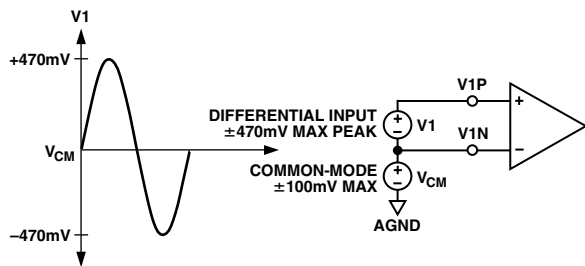 V1
+470mV
V1P
+
DIFFERENTIAL INPUT
±470mV MAX PEAK
+
−
V1
V1N
−
VCM
COMMON-MODE
±100mV MAX
+
−
VCM
AGND
−470mV